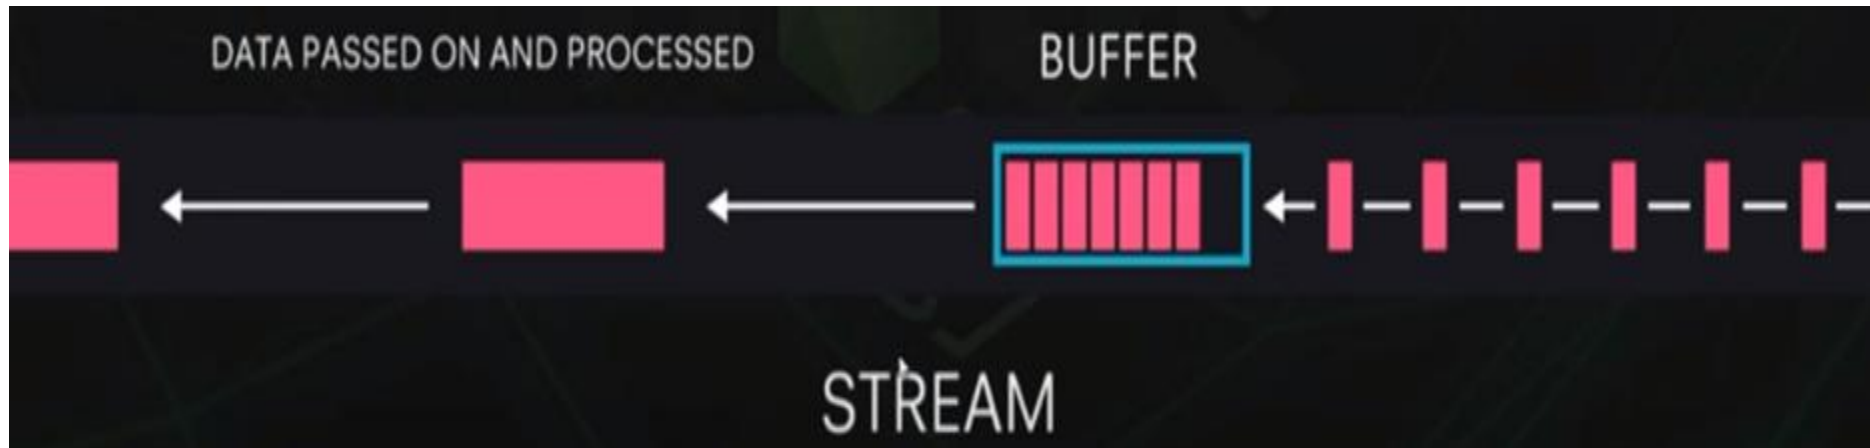 DATA PASSED ON AND PROCESSED
BUFFER
STREAM